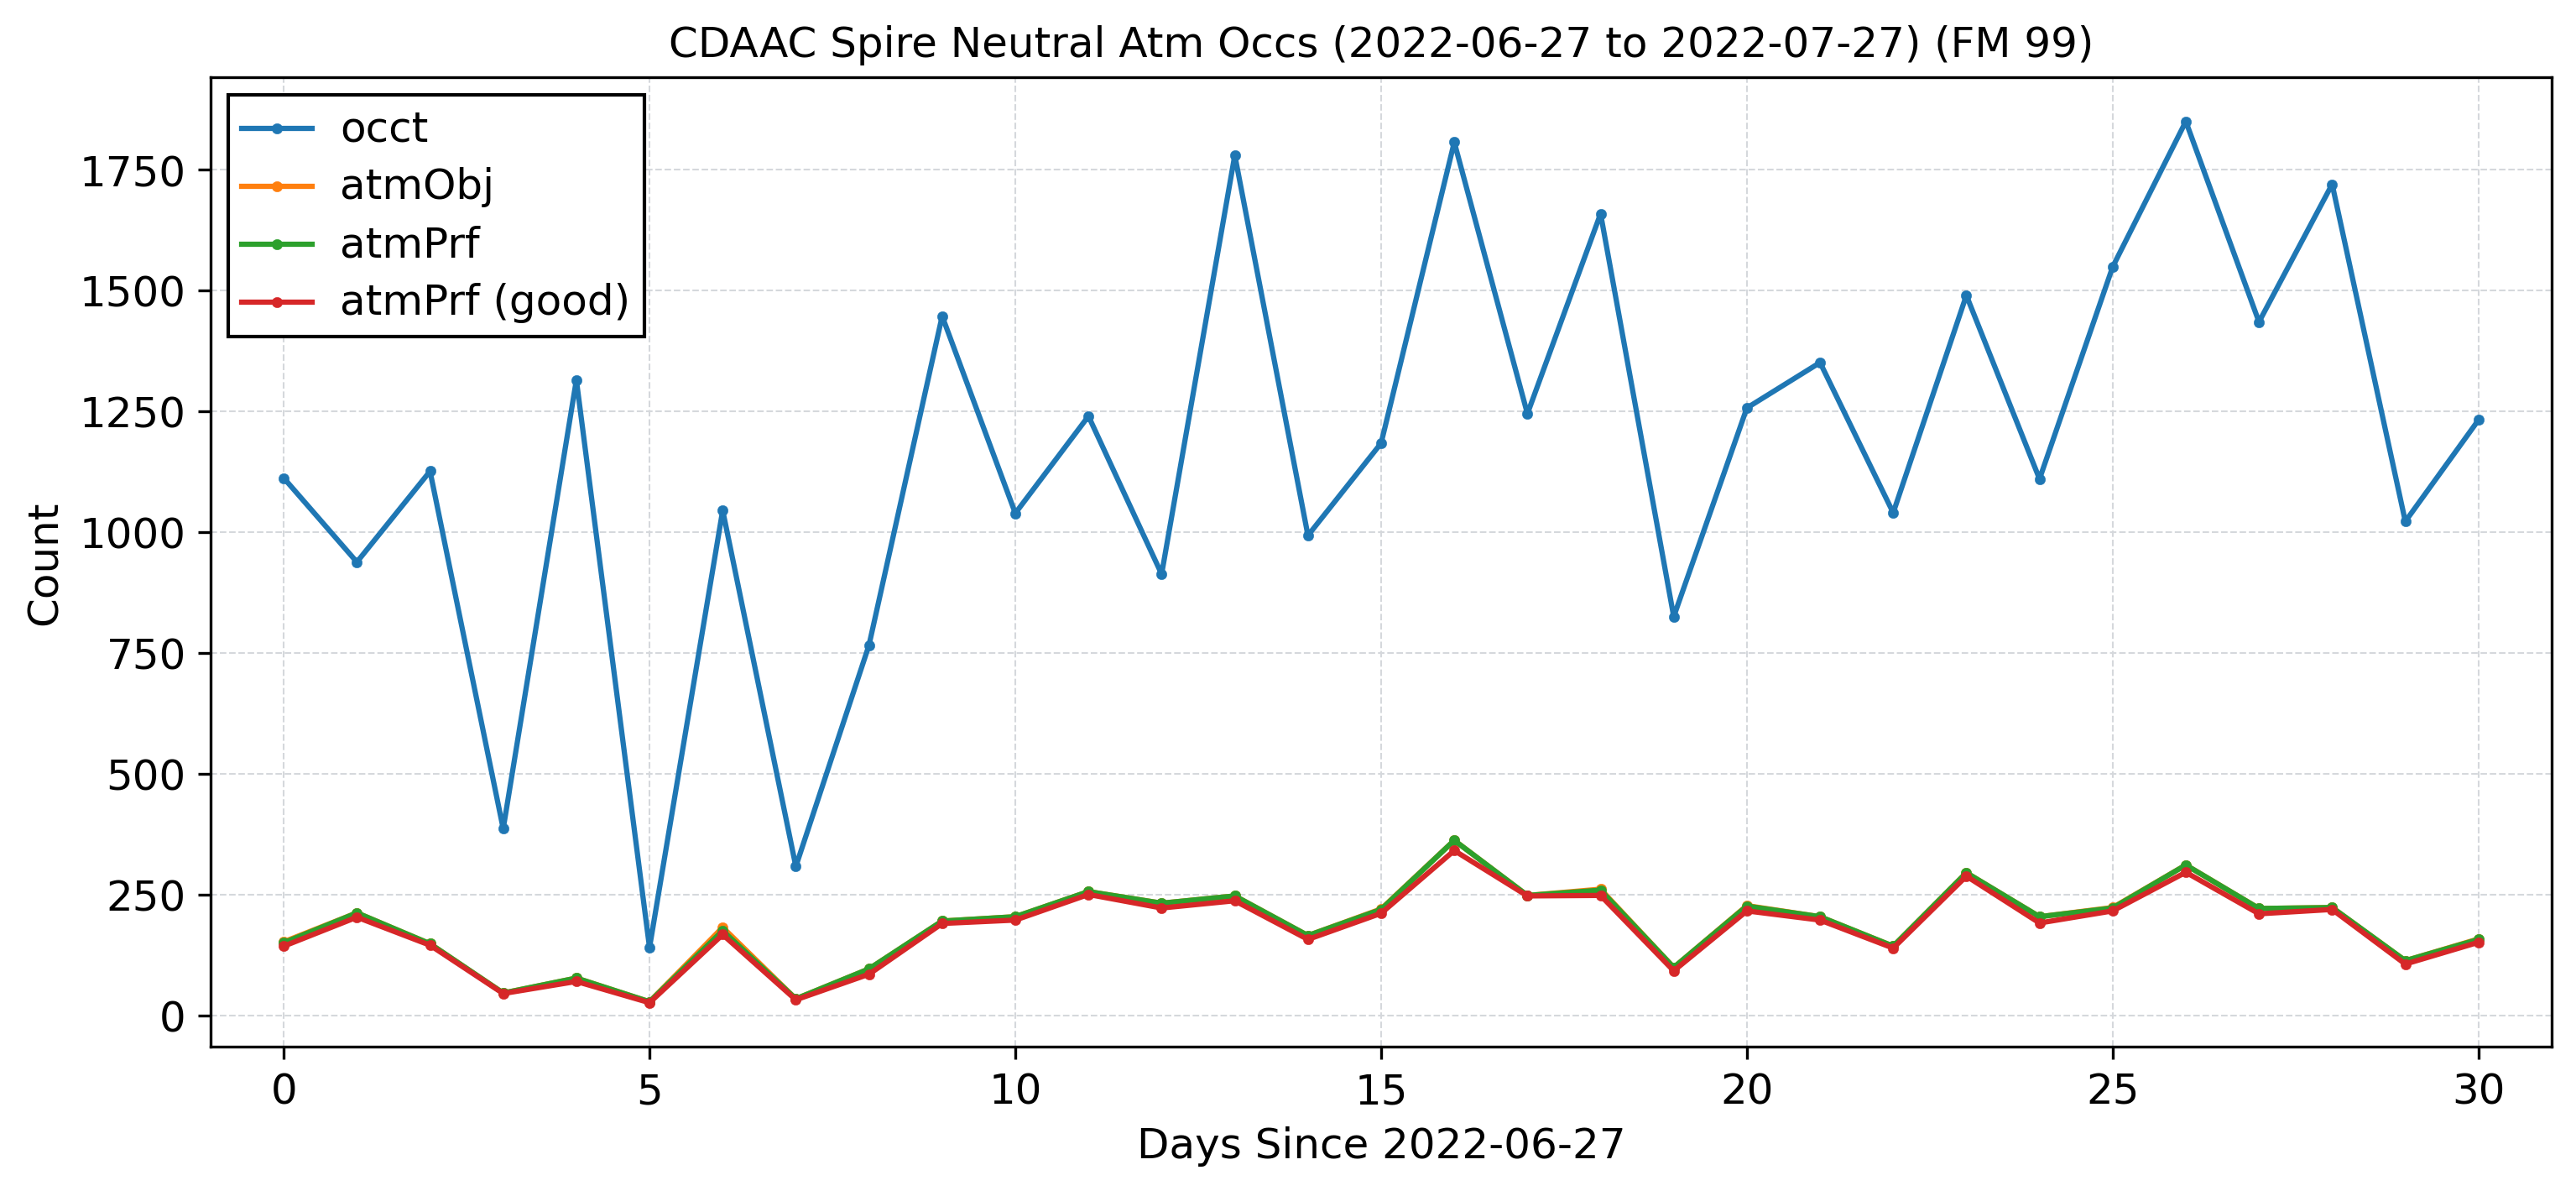 CDAAC Spire Neutral Atm Occs (2022-06-27 to 2022-07-27) (FM 99)
occt
atmObj
atmPrf
atmPrf (good)
Count
1750
1500
1250
1000
750
500
250
0
0 5 10 15 20 25 30
Days Since 2022-06-27